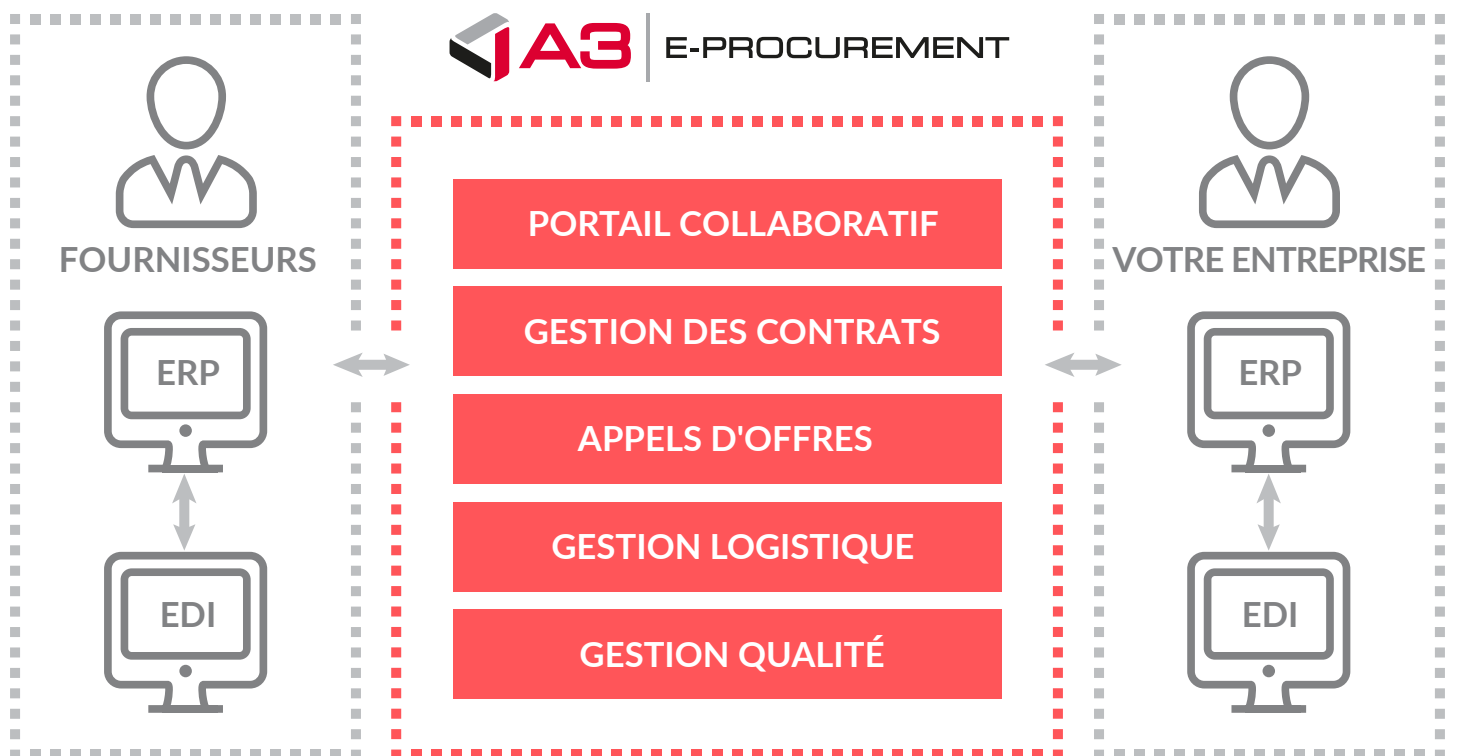 A3 E-PROCUREMENT
FOURNISSEURS
ERP
EDI
PORTAIL COLLABORATIF
GESTION DES CONTRATS
APPELS D'OFFRES
GESTION LOGISTIQUE
GESTION QUALITÉ
VOTRE ENTREPRISE
ERP
EDI